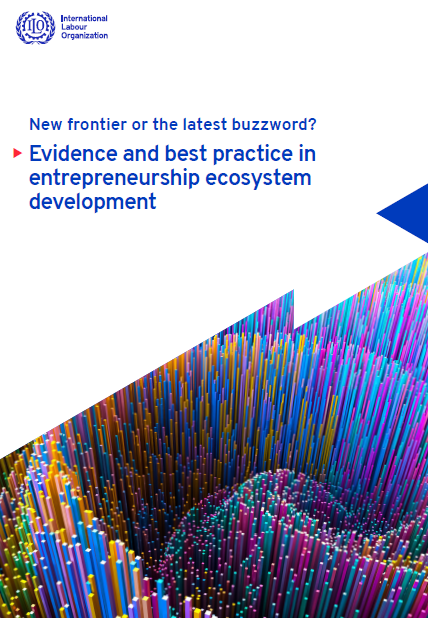 International
Labour
Organization
New frontier or the latest buzzword?
Evidence and best practice in
entrepreneurship ecosystem
development